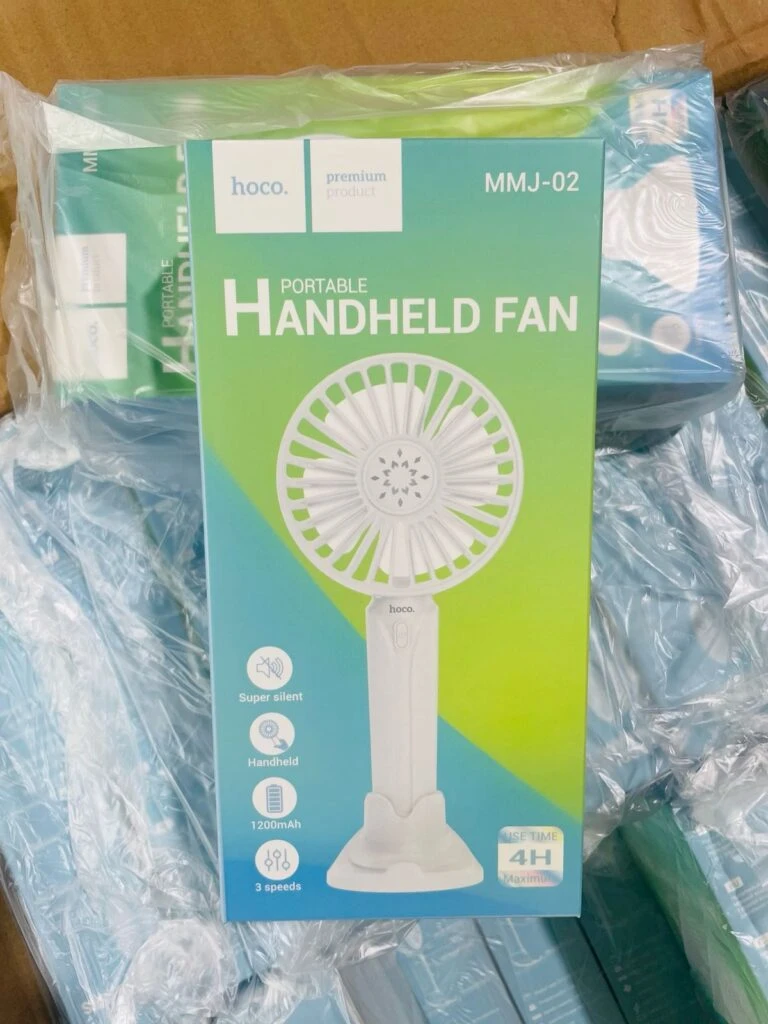 hoco.
premium
product
MMJ-02
PORTABLE
HANDHELD FAN
hoco.
Super silent
Handheld
1200mAh
3 speeds
USE TIME
4H
Maximum
PORTABLE